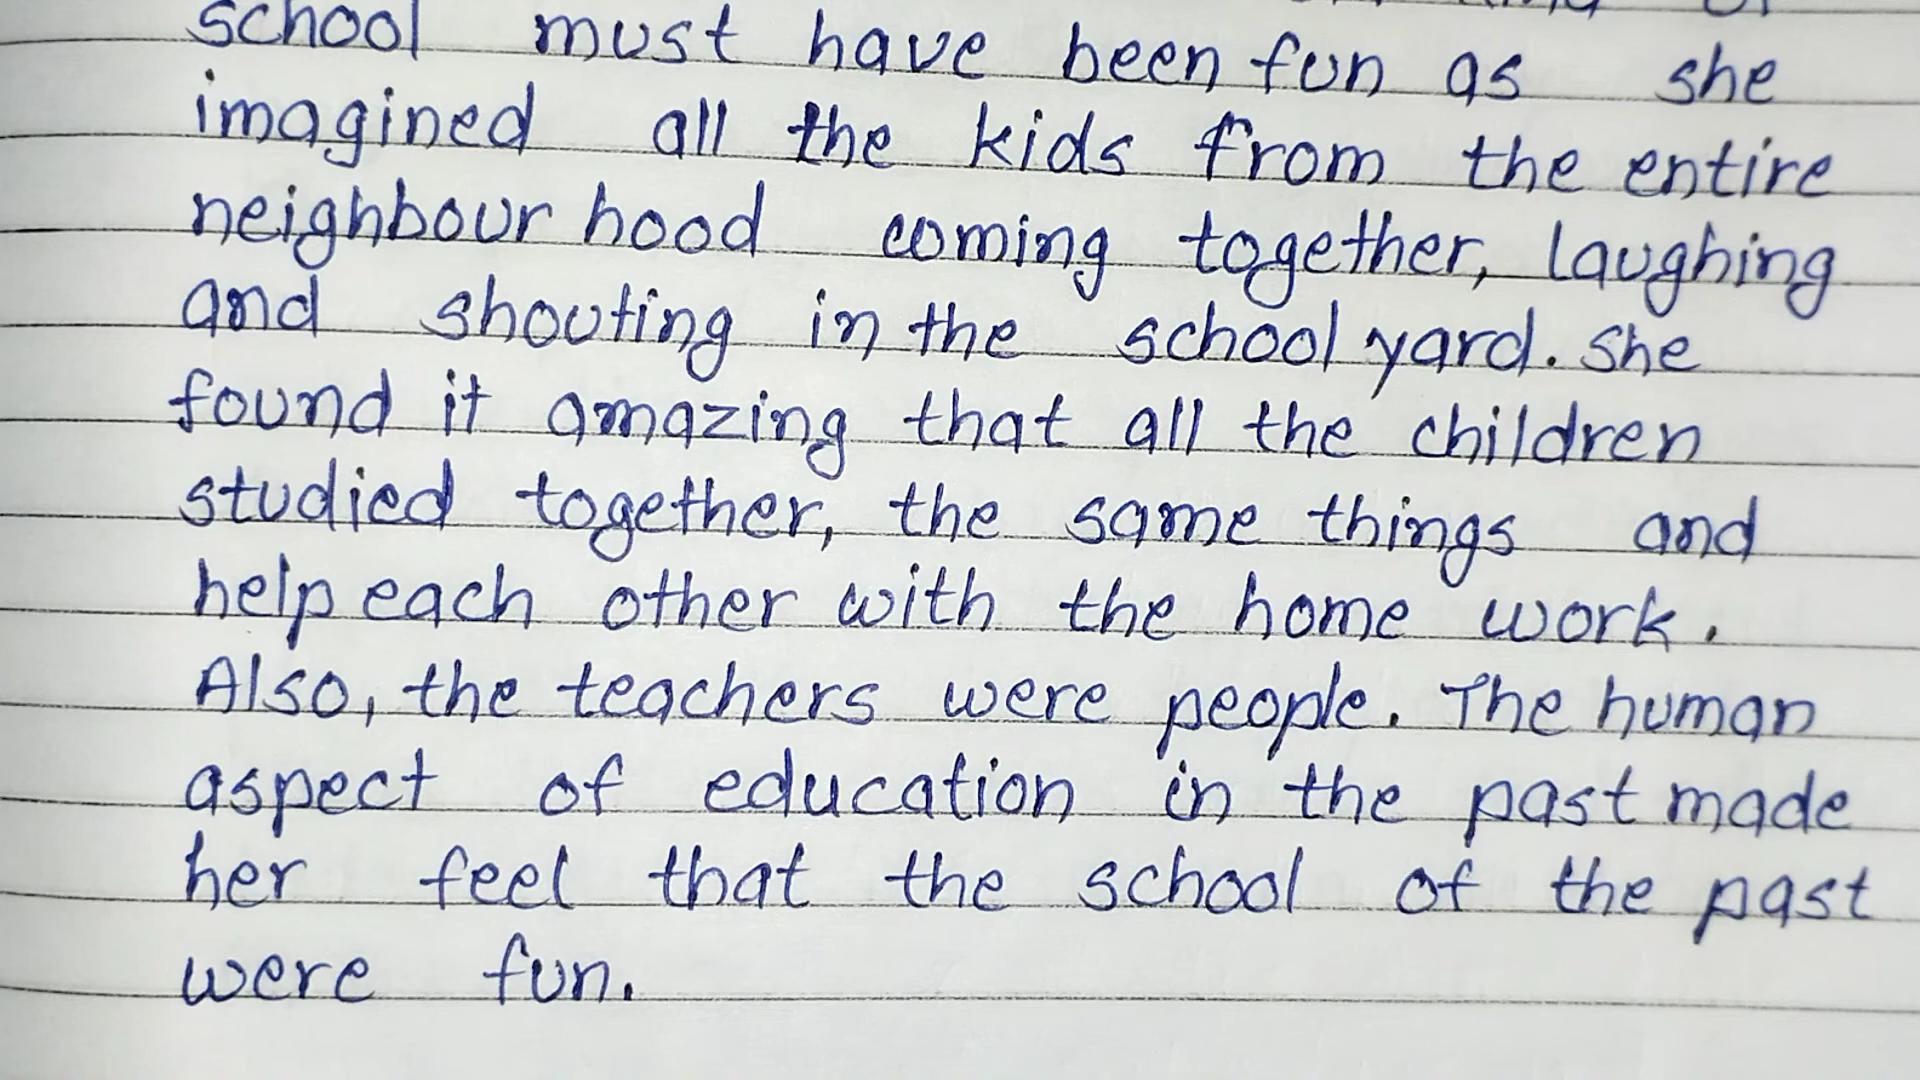 school must have been fun as she
imagined all the kids from the entire
neighbour hood coming together, laughing
and shouting in the school yard. She
found it amazing that all the children
studied together, the same things and
help each other with the home work.
Also, the teachers were people. The human
aspect of education in the past made
her feel that the school of the past
were fun.